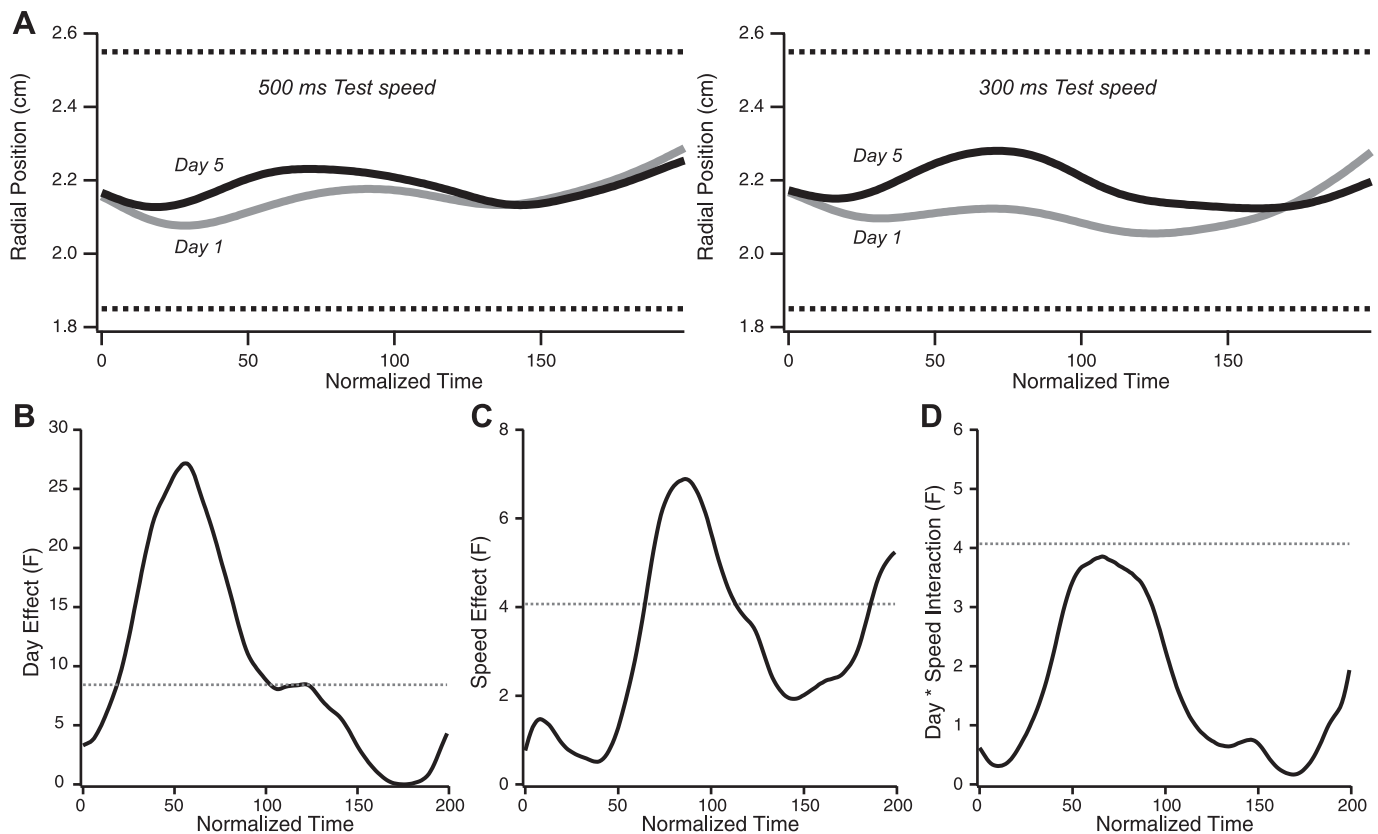 A
2.6
2.4
2.2
2.0
1.8
Radial Position (cm)
500 ms Test speed
Day 5
Day 1
0
50
100
150
Normalized Time
2.6
2.4
2.2
2.0
1.8
Radial Position (cm)
300 ms Test speed
Day 5
Day 1
0
50
100
150
Normalized Time
B
30
25
20
15
10
5
0
Day Effect (F)
0
50
100
150
200
Normalized Time
C
8
6
4
2
0
Speed Effect (F)
0
50
100
150
200
Normalized Time
D
6
5
4
3
2
1
0
Day * Speed Interaction (F)
0
50
100
150
200
Normalized Time